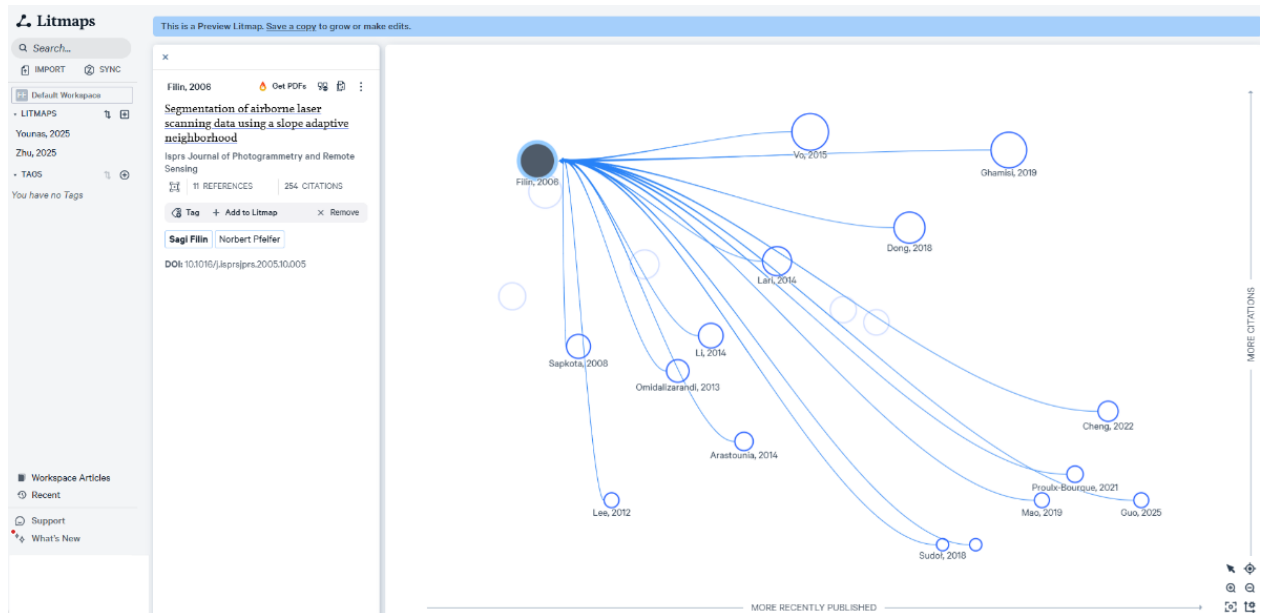 Litmaps
Search...
IMPORT SYNC
Default Workspace
LITMAPS
Younas, 2025
Zhu, 2025
TAGS
You have no Tags
Workspace Articles
Recent
Support
What's New
This is a Preview Litmap. Save a copy to grow or make edits.
Filin, 2006 Get PDFs
Segmentation of airborne laser
scanning data using a slope adaptive
neighborhood
Isprs Journal of Photogrammetry and Remote
Sensing
11 REFERENCES 254 CITATIONS
Tag + Add to Litmap × Remove
Sagi Filin Norbert Pfeifer
DOI: 10.1016/j.isprsjprs.2005.10.005
Vo, 2015
Ghamisi, 2019
Filin, 2006
Dong, 2018
Lari, 2014
Li, 2014
Sapkota, 2008
Omidalizarandi, 2013
Cheng, 2022
Arastounia, 2014
Proulx-Bourque, 2021
Lee, 2012
Mao, 2019
Guo, 2025
Sudoł, 2018
MORE CITATIONS
MORE RECENTLY PUBLISHED